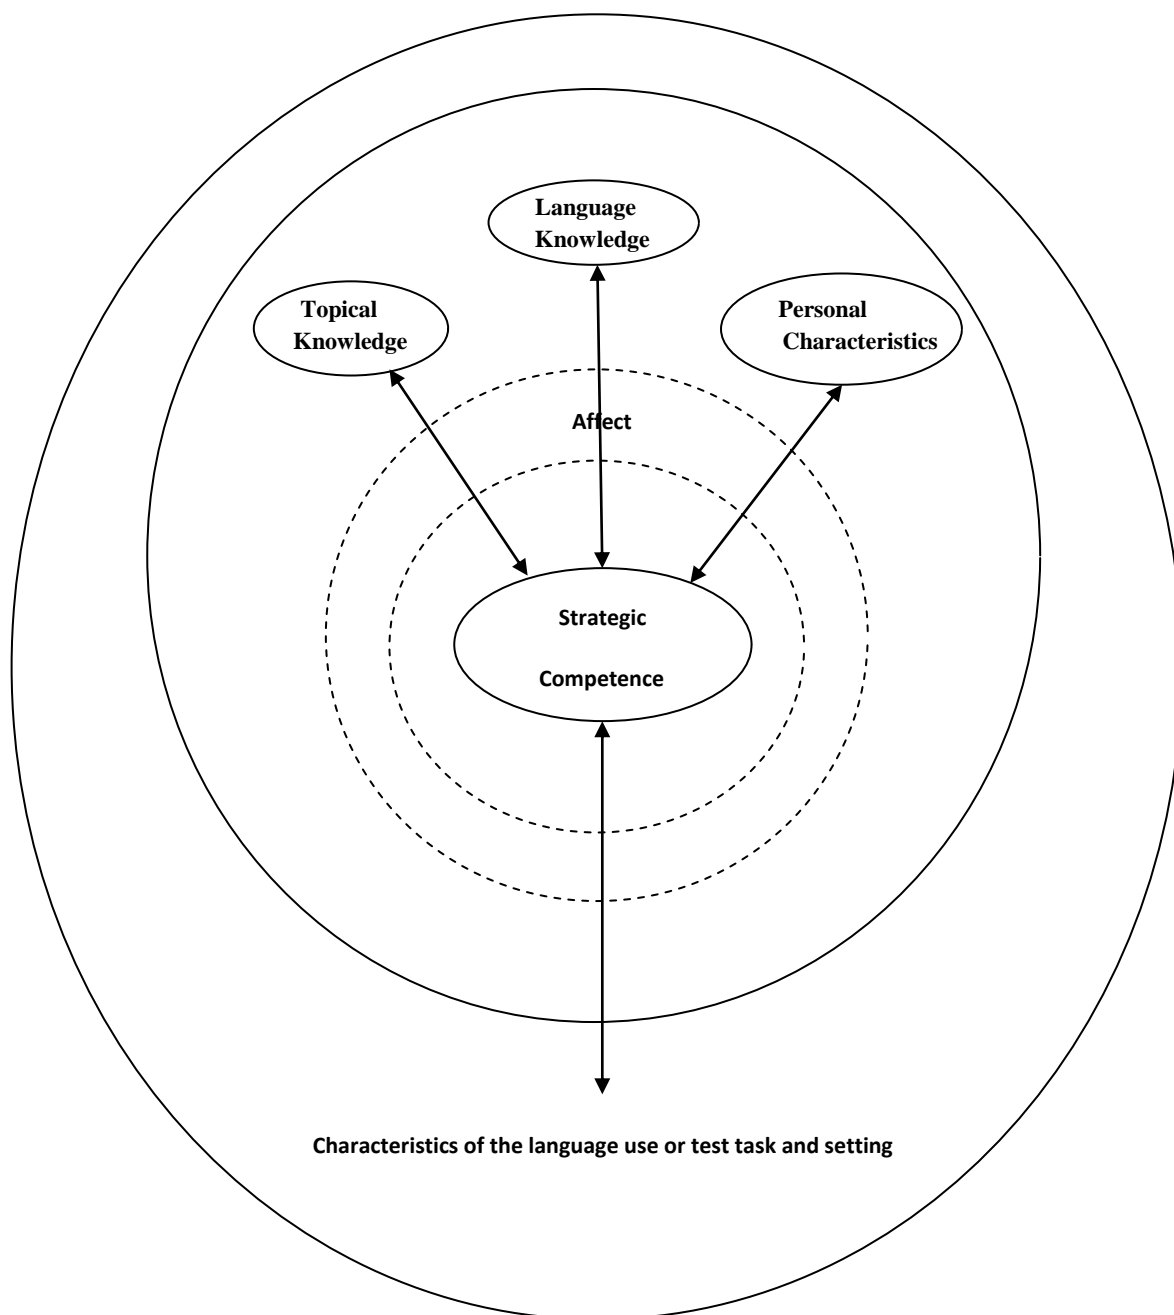 Language
Knowledge
Topical
Knowledge
Personal
Characteristics
Affect
Strategic
Competence
Characteristics of the language use or test task and setting